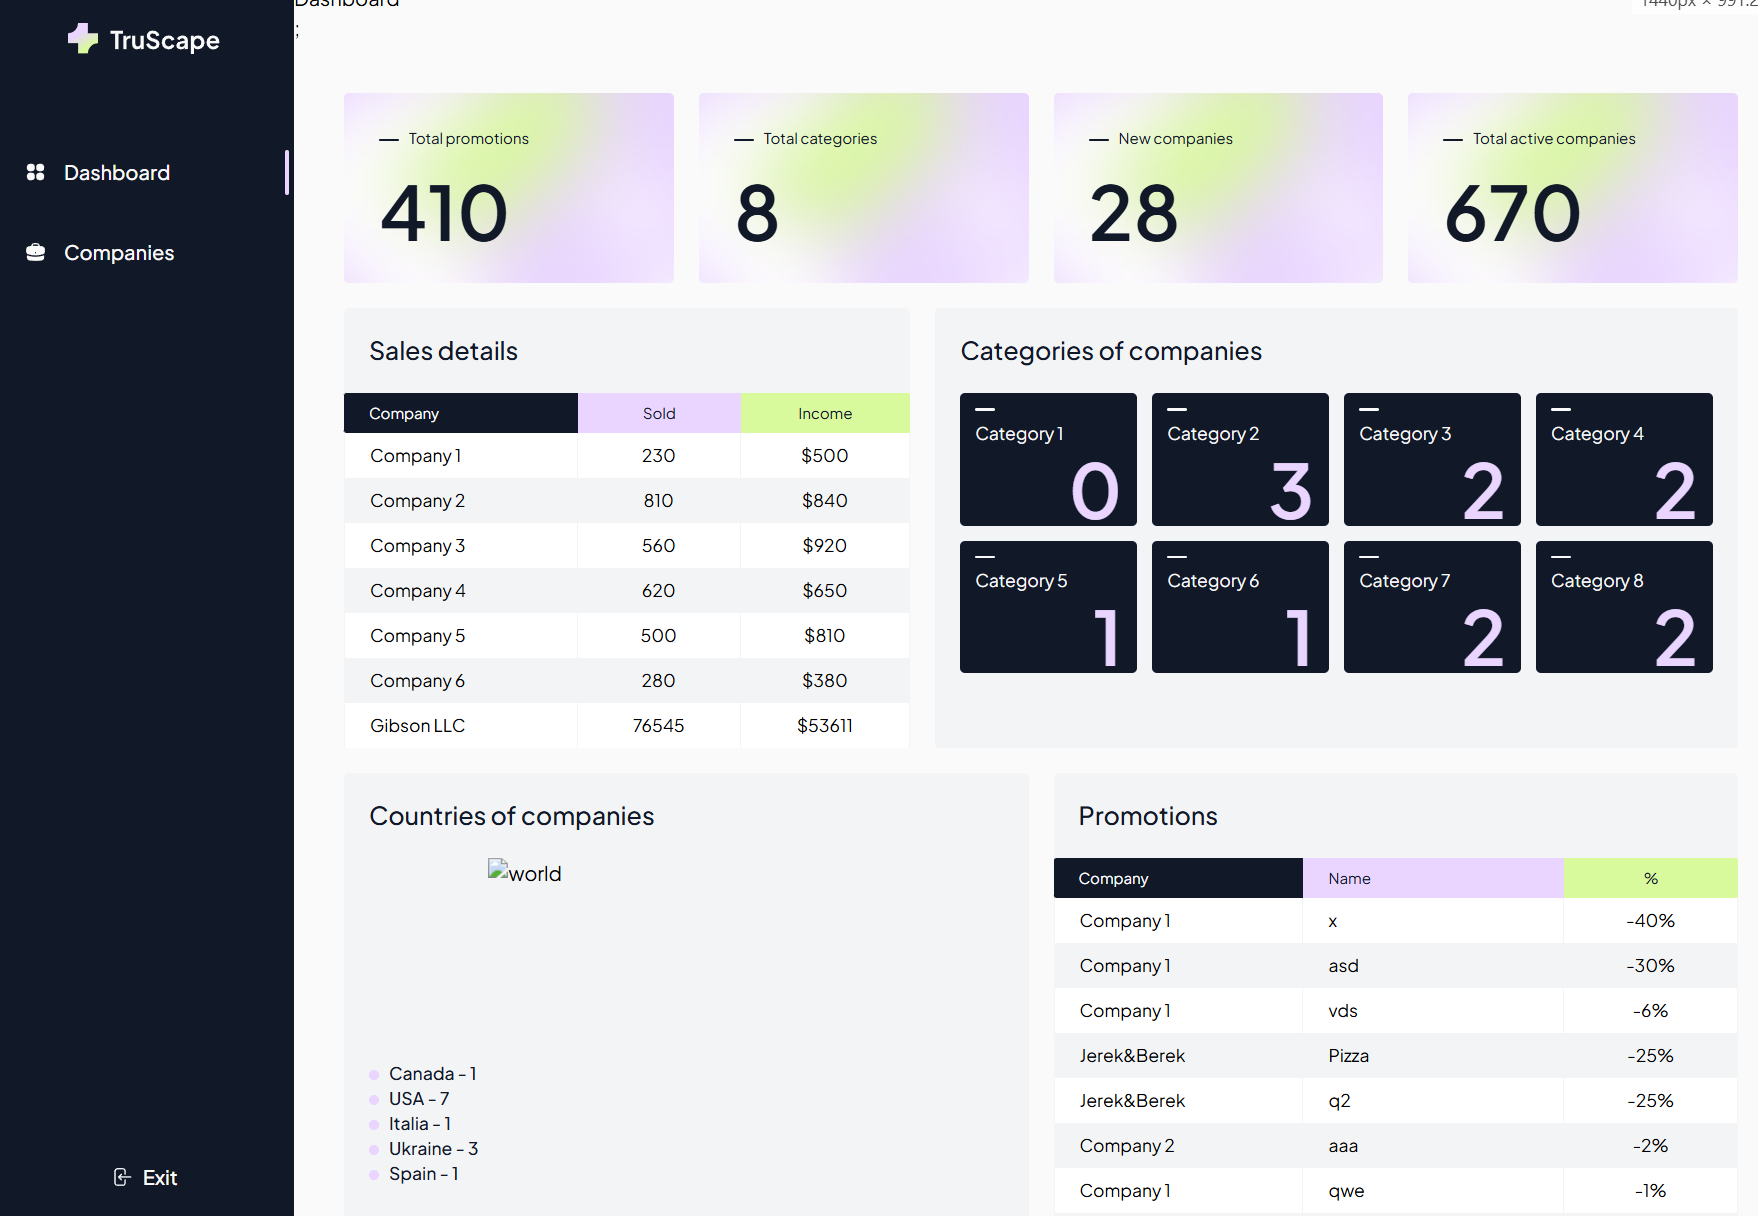 Dashboard
1440px × 991.2
;
TruScape
Dashboard
Companies
Exit
Total promotions
410
Total categories
8
New companies
28
Total active companies
670
Sales details
Company Sold Income
Company 1 230 $500
Company 2 810 $840
Company 3 560 $920
Company 4 620 $650
Company 5 500 $810
Company 6 280 $380
Gibson LLC 76545 $53611
Categories of companies
Category 1
0
Category 2
3
Category 3
2
Category 4
2
Category 5
1
Category 6
1
Category 7
2
Category 8
2
Countries of companies
world
Canada - 1
USA - 7
Italia - 1
Ukraine - 3
Spain - 1
Promotions
Company Name %
Company 1 x -40%
Company 1 asd -30%
Company 1 vds -6%
Jerek&Berek Pizza -25%
Jerek&Berek q2 -25%
Company 2 aaa -2%
Company 1 qwe -1%